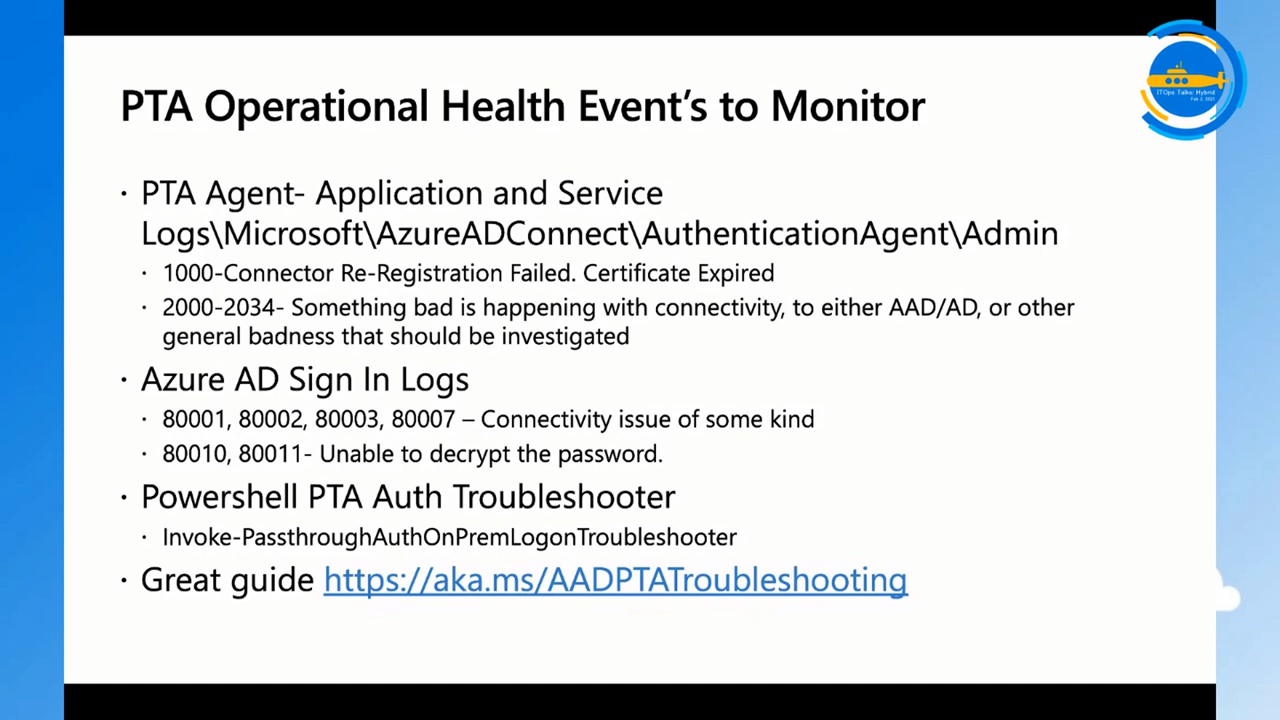 PTA Operational Health Event's to Monitor
ITOps Talks: Hybrid
Feb 2, 2021
· PTA Agent- Application and Service
Logs\Microsoft\AzureADConnect\AuthenticationAgent\Admin
· 1000-Connector Re-Registration Failed. Certificate Expired
· 2000-2034- Something bad is happening with connectivity, to either AAD/AD, or other
general badness that should be investigated
· Azure AD Sign In Logs
· 80001, 80002, 80003, 80007 – Connectivity issue of some kind
· 80010, 80011- Unable to decrypt the password.
· Powershell PTA Auth Troubleshooter
· Invoke-PassthroughAuthOnPremLogonTroubleshooter
· Great guide https://aka.ms/AADPTATroubleshooting